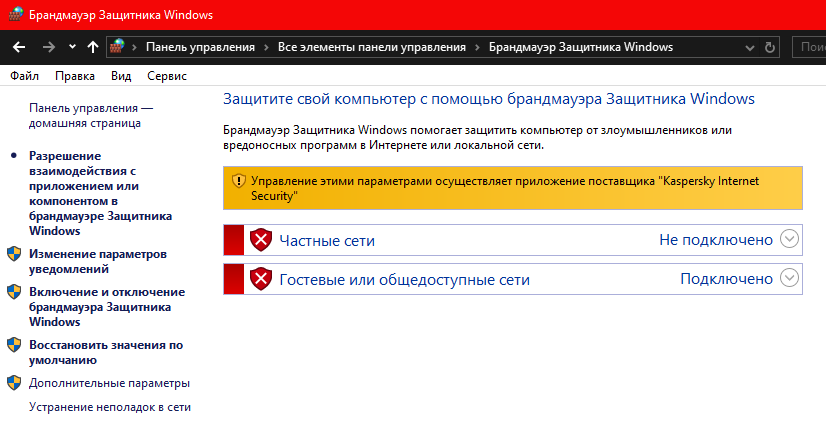 Брандмауэр Защитника Windows
Панель управления
Все элементы панели управления
Брандмауэр Защитника Windows
Поис
Файл
Правка
Вид
Сервис
Панель управления —
домашняя страница
Разрешение
взаимодействия с
приложением или
компонентом в
брандмауэре Защитника
Windows
Изменение параметров
уведомлений
Включение и отключение
брандмауэра Защитника
Windows
Восстановить значения по
умолчанию
Дополнительные параметры
Устранение неполадок в сети
Защитите свой компьютер с помощью брандмауэра Защитника Windows
Брандмауэр Защитника Windows помогает защитить компьютер от злоумышленников или
вредоносных программ в Интернете или локальной сети.
Управление этими параметрами осуществляет приложение поставщика "Kaspersky Internet
Security"
Частные сети
Не подключено
Гостевые или общедоступные сети
Подключено